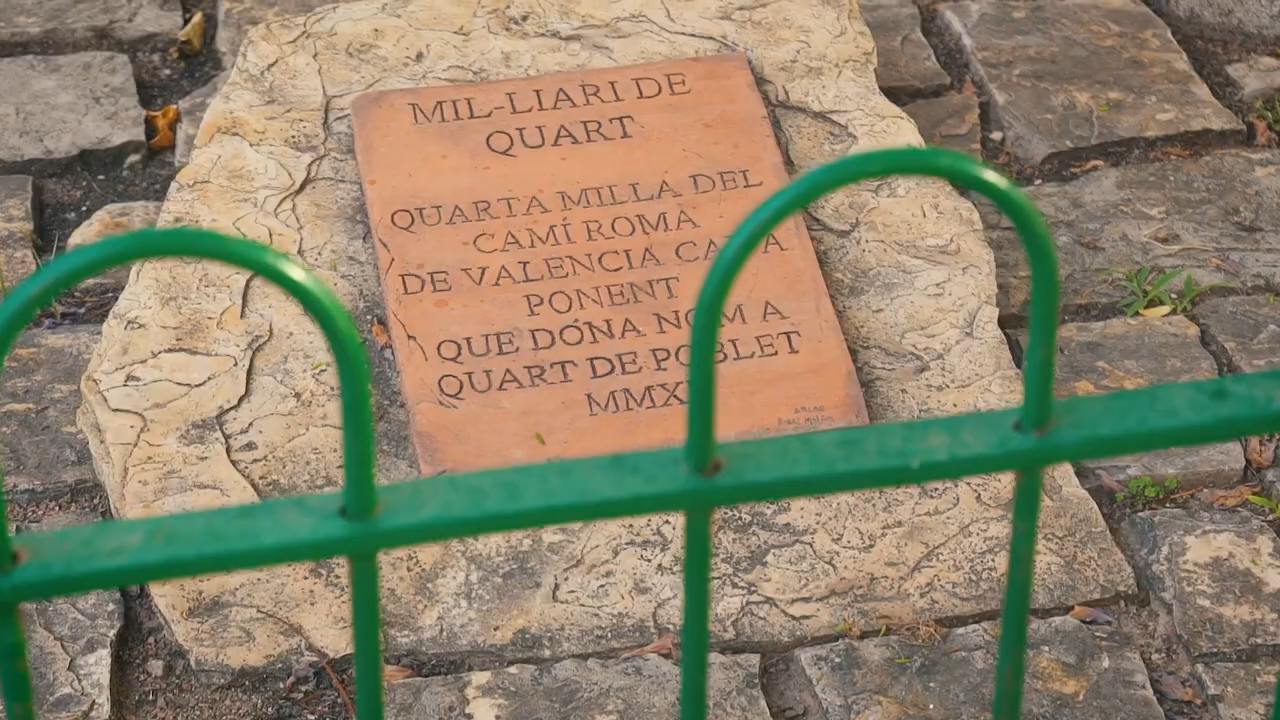 MIL-LIARI DE
QUART
QUARTA MILLA DEL
CAMÍ ROMA
DE VALENCIA CAP A
PONENT
QUE DÓNA NOM A
QUART DE POBLET